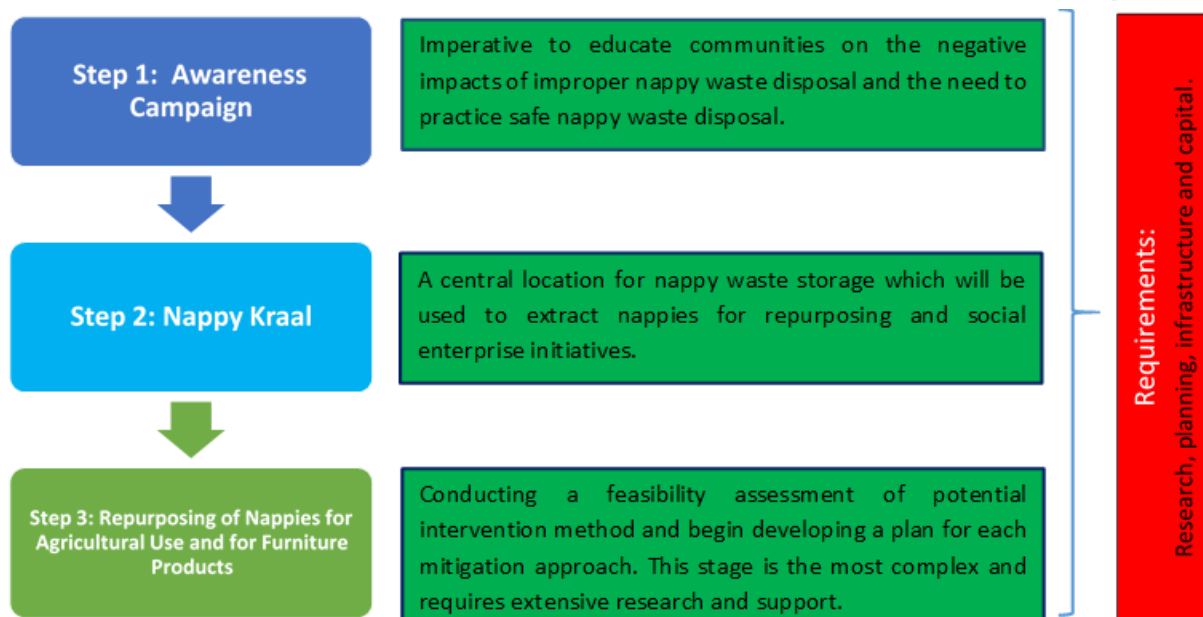 Step 1: Awareness
Campaign
Imperative to educate communities on the negative
impacts of improper nappy waste disposal and the need to
practice safe nappy waste disposal.
Step 2: Nappy Kraal
A central location for nappy waste storage which will be
used to extract nappies for repurposing and social
enterprise initiatives.
Step 3: Repurposing of Nappies for
Agricultural Use and for Furniture
Products
Conducting a feasibility assessment of potential
intervention method and begin developing a plan for each
mitigation approach. This stage is the most complex and
requires extensive research and support.
Requirements:
Research, planning, infrastructure and capital.